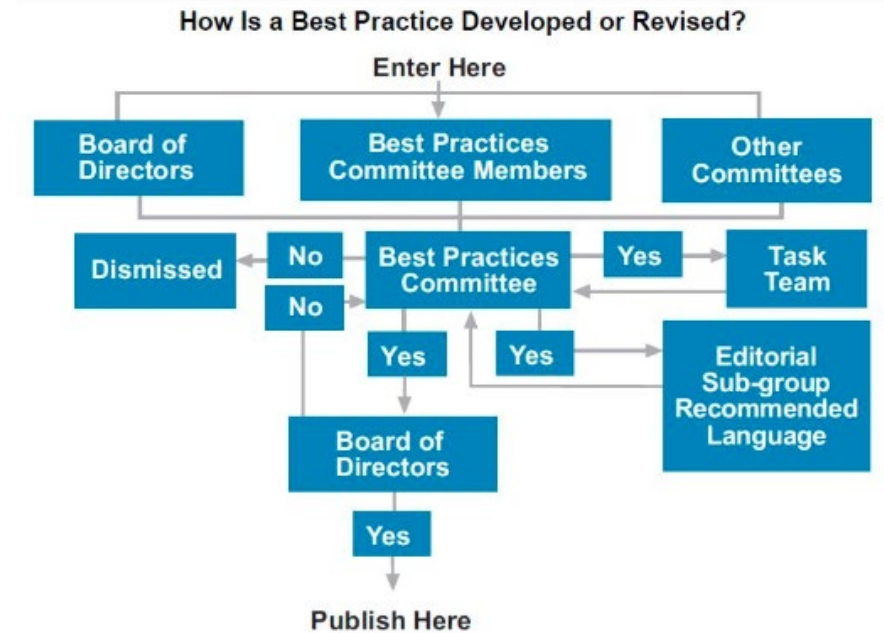 How Is a Best Practice Developed or Revised?
Enter Here
Board of
Directors
Best Practices
Committee Members
Other
Committees
Dismissed
No
Best Practices
Committee
Yes
Task
Team
No
Yes
Yes
Editorial
Sub-group
Recommended
Language
Board of
Directors
Yes
Publish Here